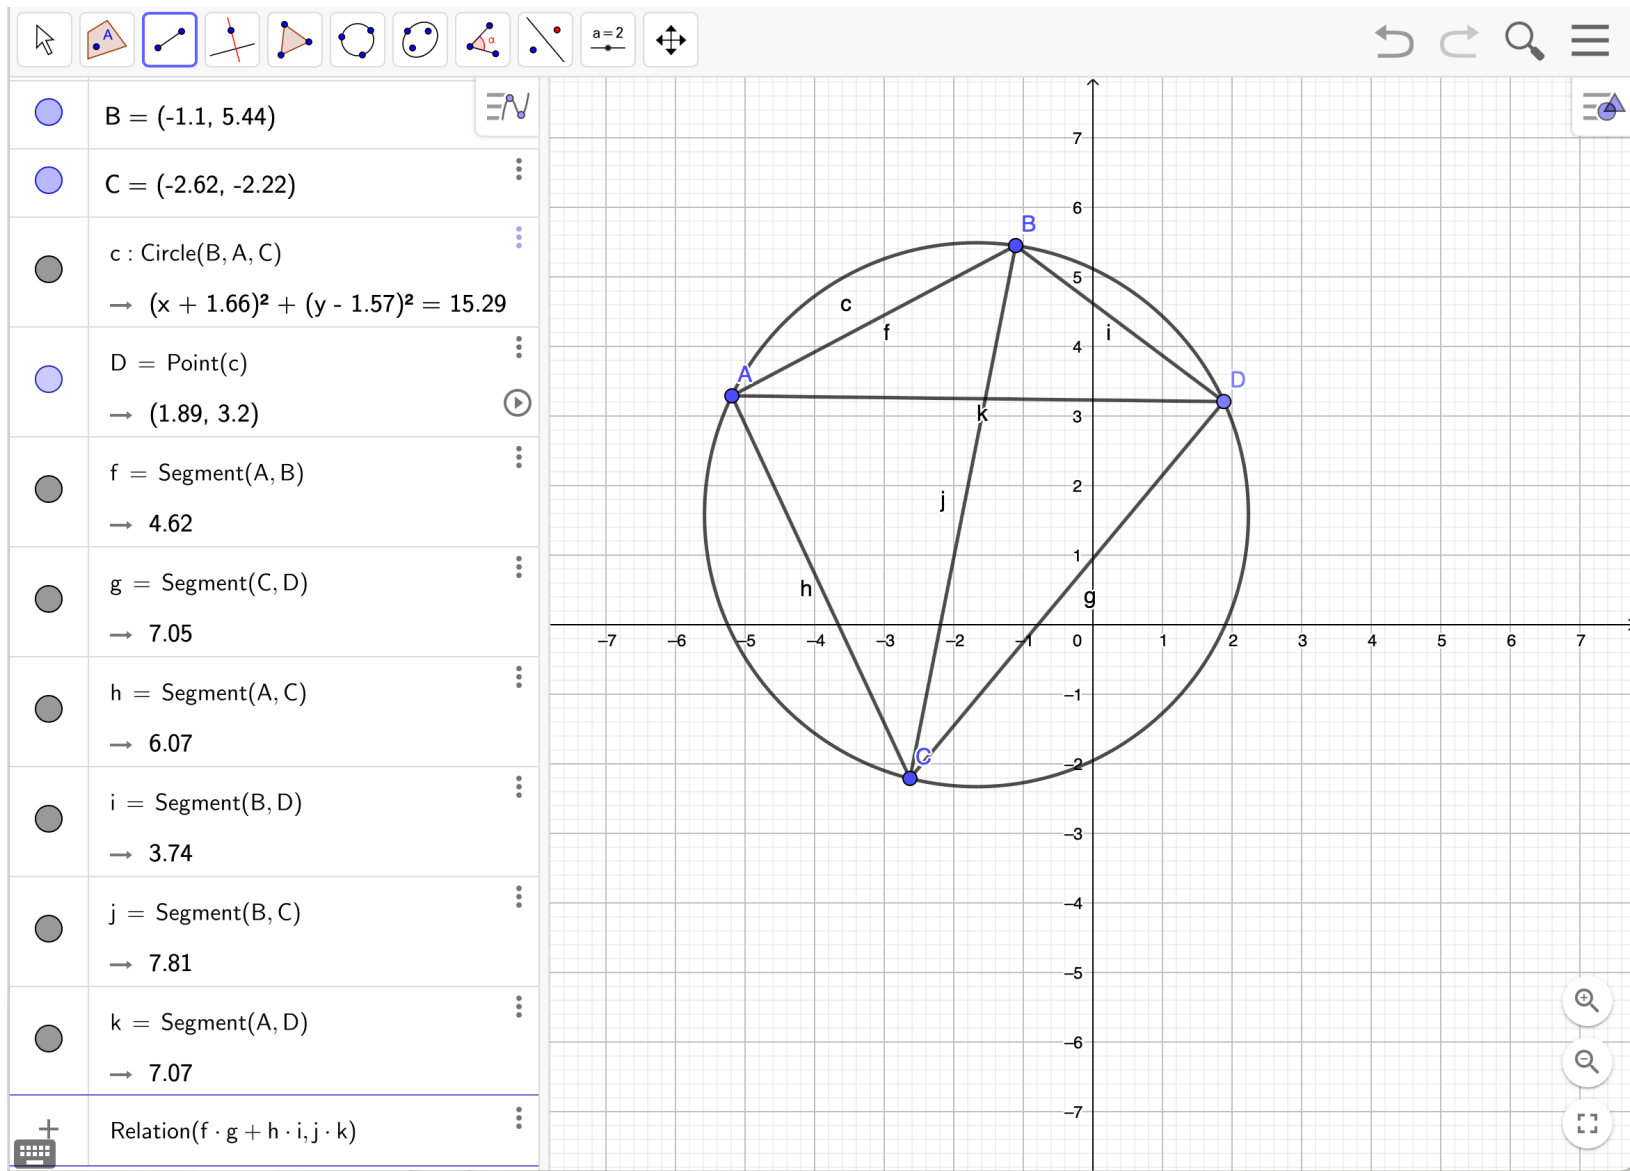 A
α
a = 2
B = (-1.1, 5.44)
C = (-2.62, -2.22)
c : Circle(B, A, C)
→ (x + 1.66)² + (y - 1.57)² = 15.29
D = Point(c)
→ (1.89, 3.2)
f = Segment(A, B)
→ 4.62
g = Segment(C, D)
→ 7.05
h = Segment(A, C)
→ 6.07
i = Segment(B, D)
→ 3.74
j = Segment(B, C)
→ 7.81
k = Segment(A, D)
→ 7.07
Relation(f · g + h · i, j · k)
7
6
B
5
c
f
i
4
A
D
k
3
j
2
1
h
g
–7 –6 –5 –4 –3 –2 –1 0 1 2 3 4 5 6 7
–1
C
–2
–3
–4
–5
–6
–7